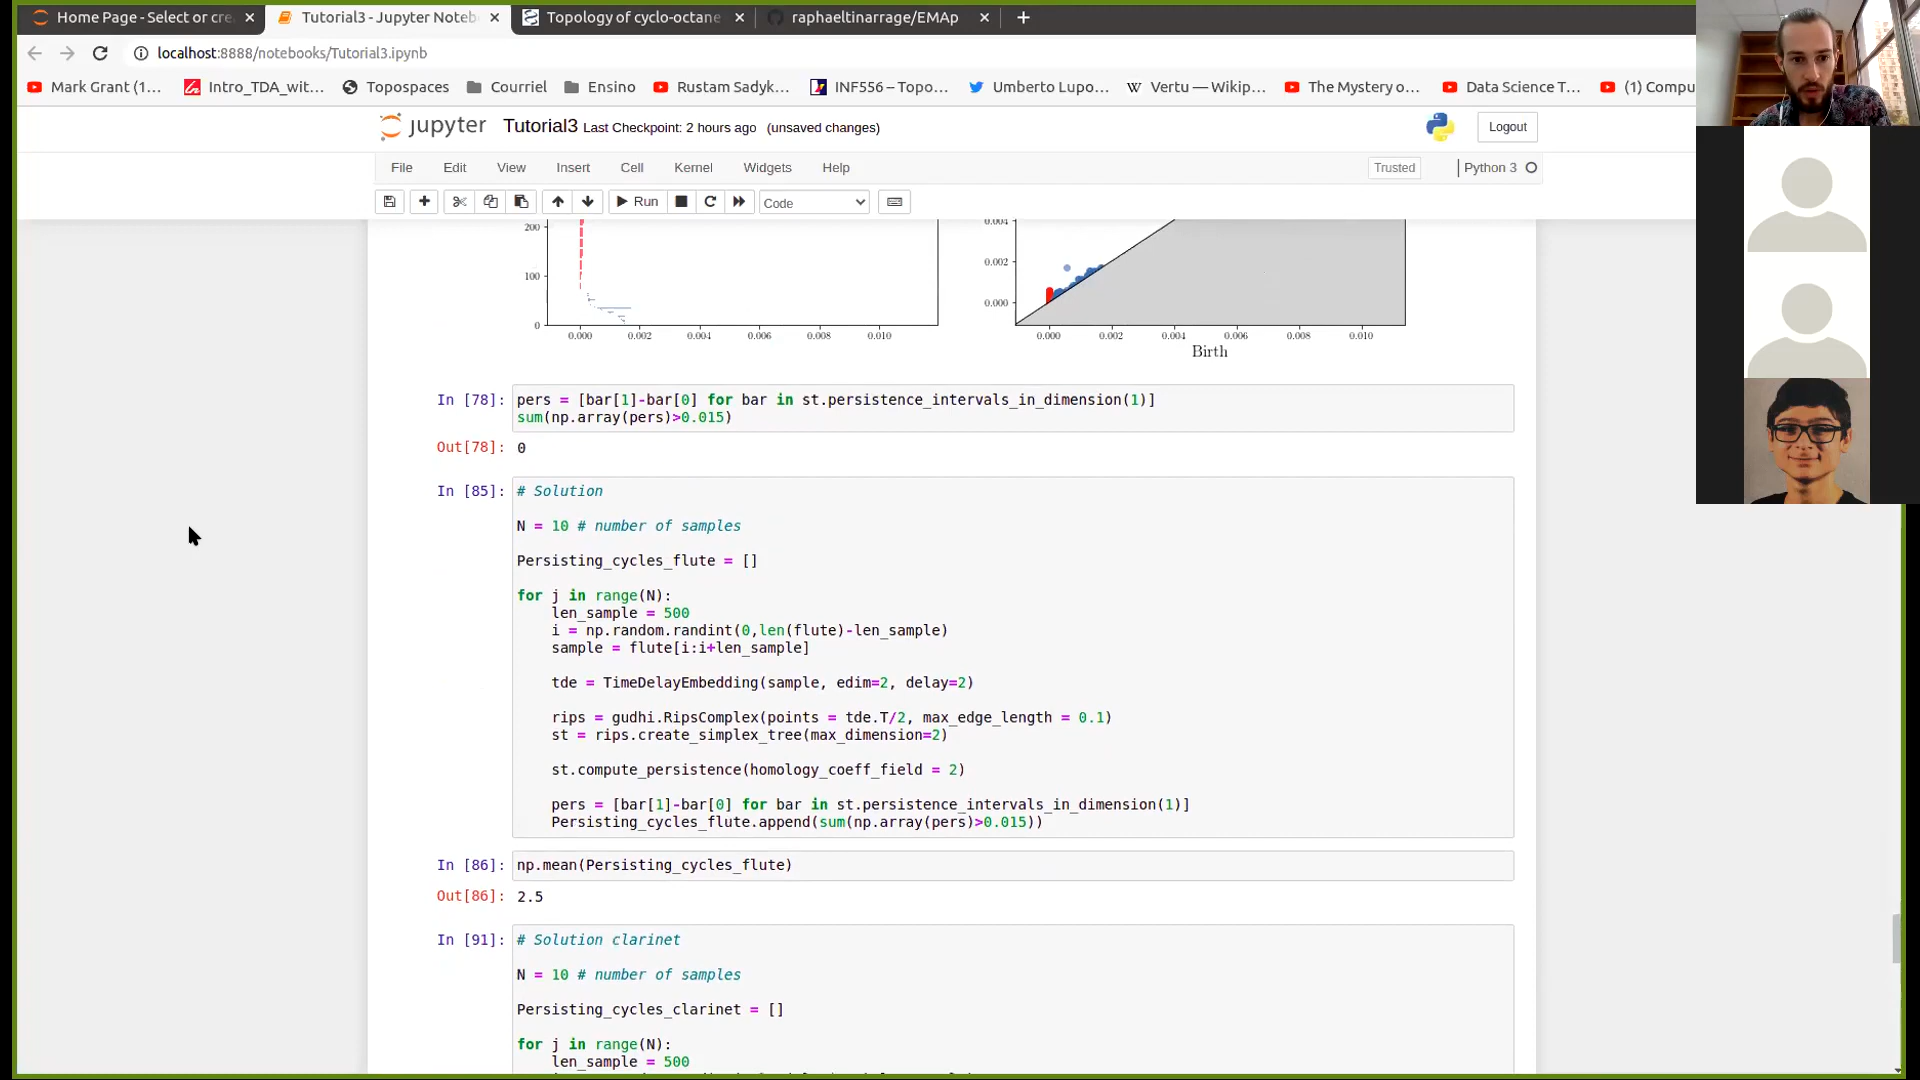 Home Page - Select or cre
Tutorial3 - Jupyter Noteb
Topology of cyclo-octane
raphaeltinarrage/EMAp
localhost:8888/notebooks/Tutorial3.ipynb
Mark Grant (1...
Intro_TDA_wit...
Topospaces
Courriel
Ensino
Rustam Sadyk...
INF556 – Topo...
Umberto Lupo...
Vertu — Wikip...
The Mystery o...
Data Science T...
(1) Compu
jupyter Tutorial3 Last Checkpoint: 2 hours ago (unsaved changes)
Logout
File Edit View Insert Cell Kernel Widgets Help
Trusted
Python 3
Run
Code
200
100
0
0.000 0.002 0.004 0.006 0.008 0.010
0.004
0.002
0.000
0.000 0.002 0.004 0.006 0.008 0.010
Birth
In [78]: pers = [bar[1]-bar[0] for bar in st.persistence_intervals_in_dimension(1)]
sum(np.array(pers)>0.015)
Out[78]: 0
In [85]: # Solution
N = 10 # number of samples
Persisting_cycles_flute = []
for j in range(N):
len_sample = 500
i = np.random.randint(0,len(flute)-len_sample)
sample = flute[i:i+len_sample]
tde = TimeDelayEmbedding(sample, edim=2, delay=2)
rips = gudhi.RipsComplex(points = tde.T/2, max_edge_length = 0.1)
st = rips.create_simplex_tree(max_dimension=2)
st.compute_persistence(homology_coeff_field = 2)
pers = [bar[1]-bar[0] for bar in st.persistence_intervals_in_dimension(1)]
Persisting_cycles_flute.append(sum(np.array(pers)>0.015))
In [86]: np.mean(Persisting_cycles_flute)
Out[86]: 2.5
In [91]: # Solution clarinet
N = 10 # number of samples
Persisting_cycles_clarinet = []
for j in range(N):
len_sample = 500